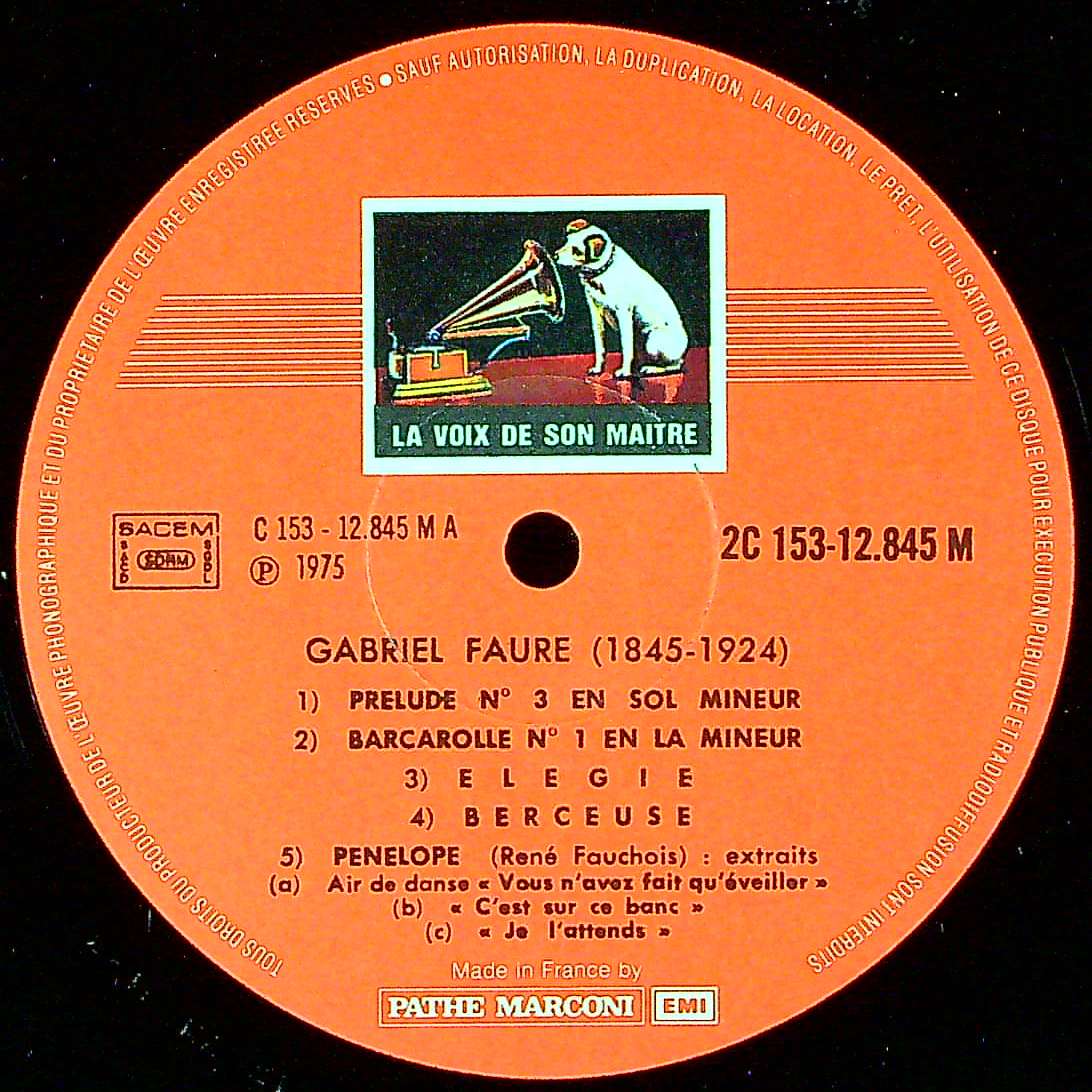 TOUS DROITS DU PRODUCTEUR DE L'ŒUVRE PHONOGRAPHIQUE ET DU PROPRIETAIRE DE L'ŒUVRE ENREGISTREE RESERVES ● SAUF AUTORISATION, LA DUPLICATION, LA LOCATION, LE PRET, L'UTILISATION DE CE DISQUE POUR EXECUTION PUBLIQUE ET RADIODIFFUSION SONT INTERDITS
LA VOIX DE SON MAITRE
SACEM
SACD
SDRM
SGDL
C 153 - 12.845 M A
℗ 1975
2C 153-12.845 M
GABRIEL FAURE (1845-1924)
1) PRELUDE N° 3 EN SOL MINEUR
2) BARCAROLLE N° 1 EN LA MINEUR
3) E L E G I E
4) B E R C E U S E
5) PENELOPE (René Fauchois) : extraits
(a) Air de danse « Vous n'avez fait qu'éveiller »
(b) « C'est sur ce banc »
(c) « Je l'attends »
Made in France by
PATHE MARCONI EMI